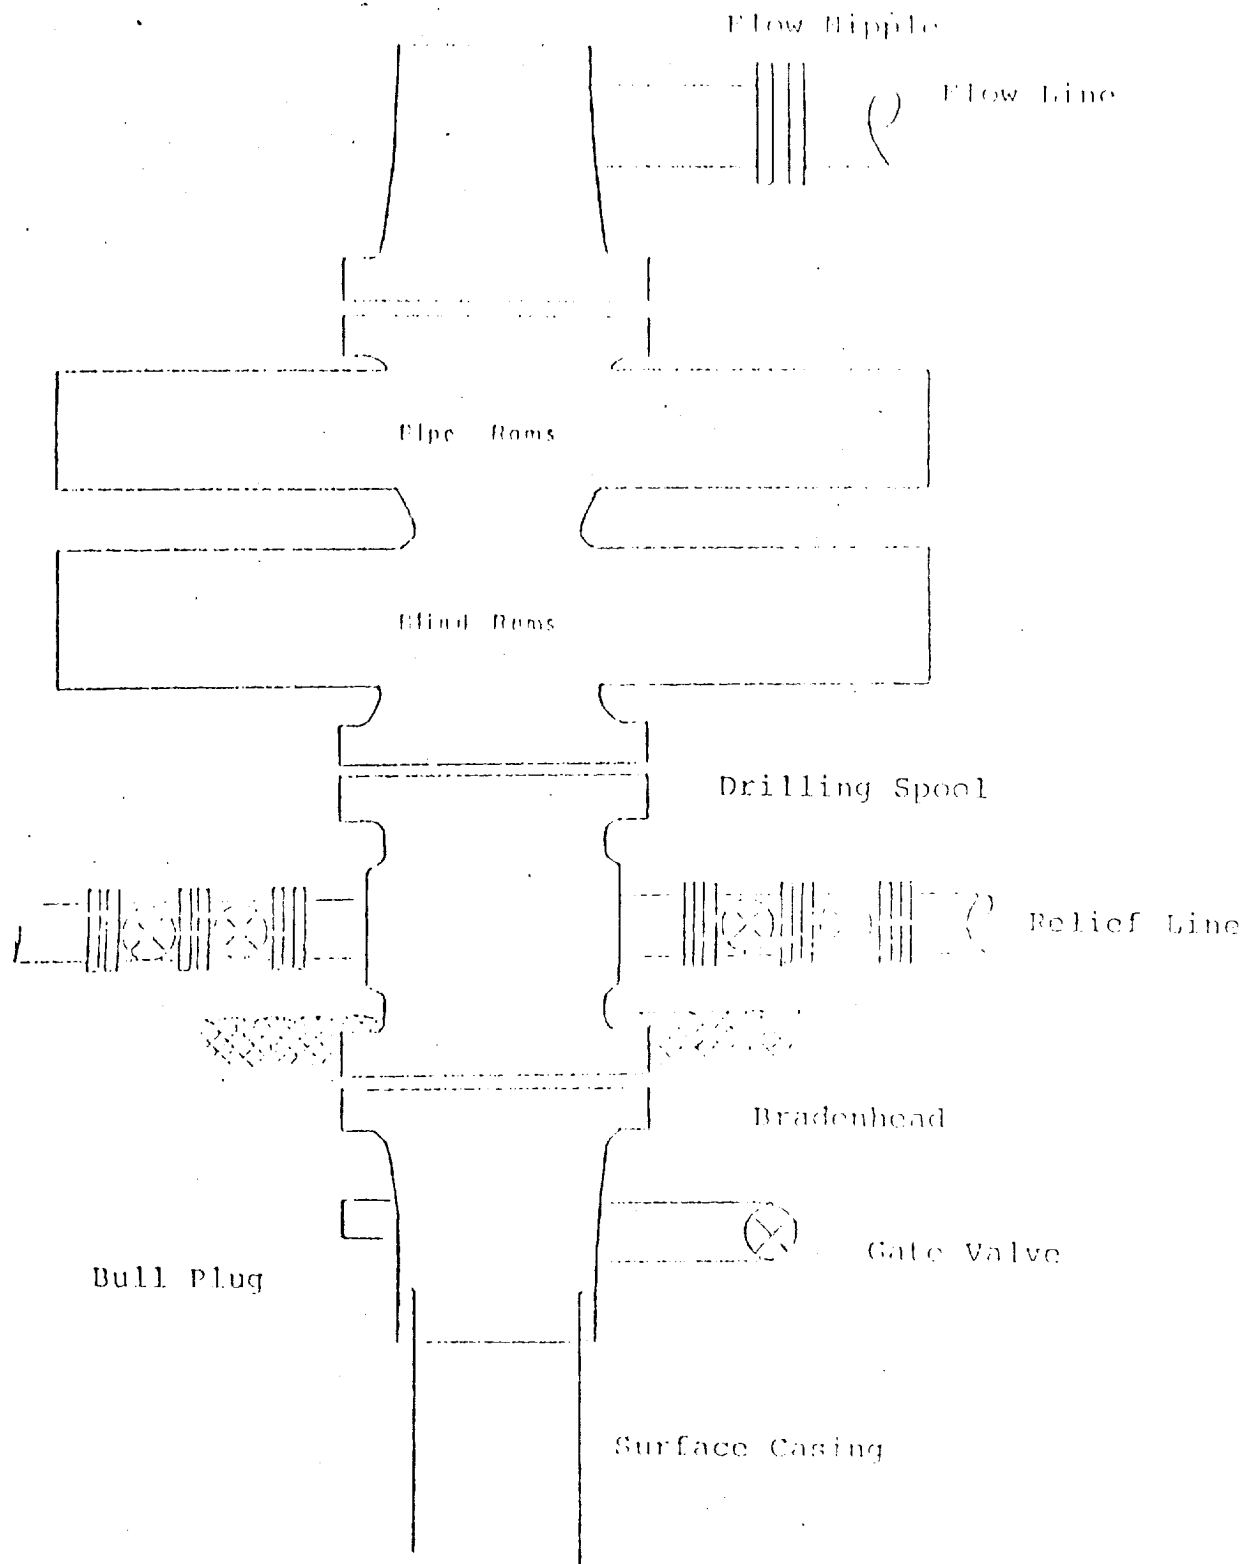 Flow Nipple
Flow Line
Pipe Rams
Blind Rams
Drilling Spool
Relief Line
Bradenhead
Gate Valve
Bull Plug
Surface Casing